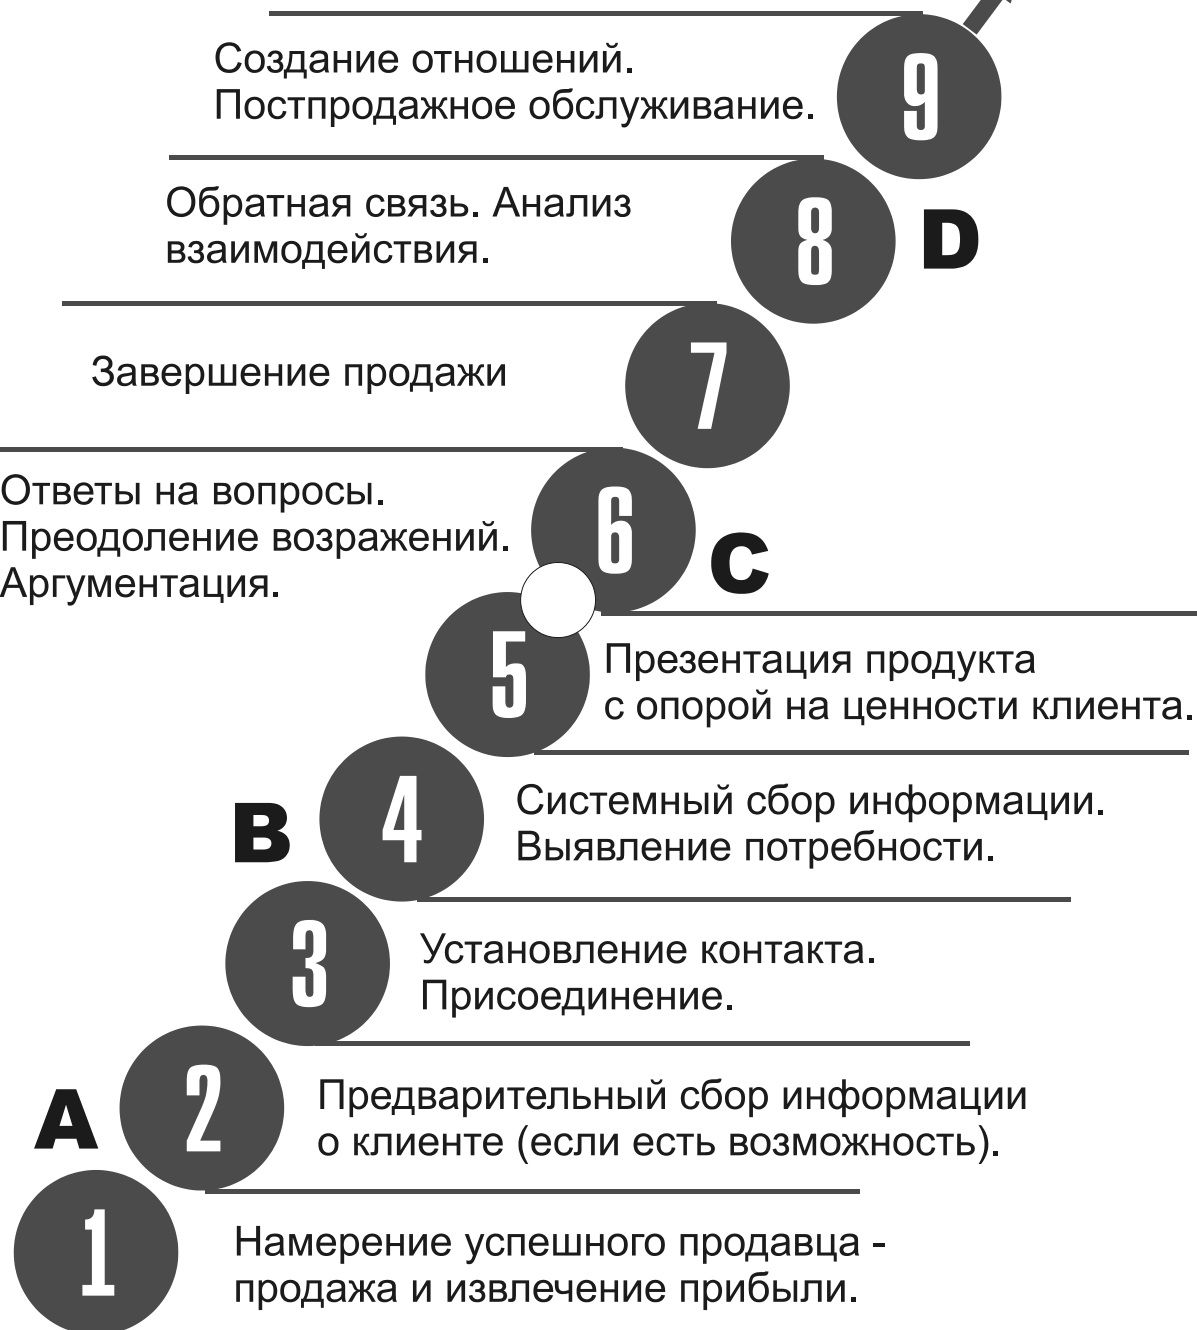 Создание отношений.
Постпродажное обслуживание.
9
Обратная связь. Анализ
взаимодействия.
8
D
Завершение продажи
7
Ответы на вопросы.
Преодоление возражений.
Аргументация.
6
C
5
Презентация продукта
с опорой на ценности клиента.
B
4
Системный сбор информации.
Выявление потребности.
3
Установление контакта.
Присоединение.
A
2
Предварительный сбор информации
о клиенте (если есть возможность).
1
Намерение успешного продавца -
продажа и извлечение прибыли.